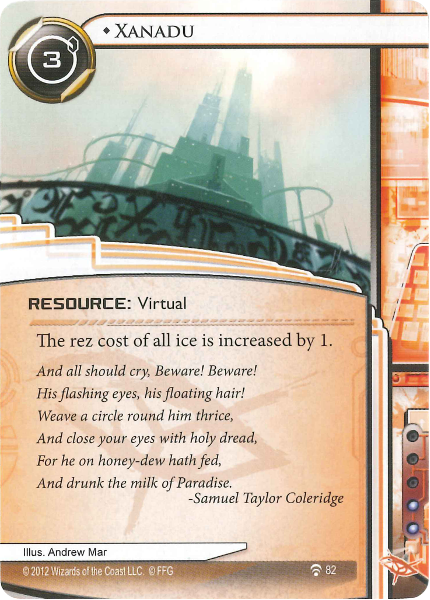 3
♦ XANADU
RESOURCE: Virtual
The rez cost of all ice is increased by 1.
And all should cry, Beware! Beware!
His flashing eyes, his floating hair!
Weave a circle round him thrice,
And close your eyes with holy dread,
For he on honey-dew hath fed,
And drunk the milk of Paradise.
-Samuel Taylor Coleridge
Illus. Andrew Mar
© 2012 Wizards of the Coast LLC. © FFG
82